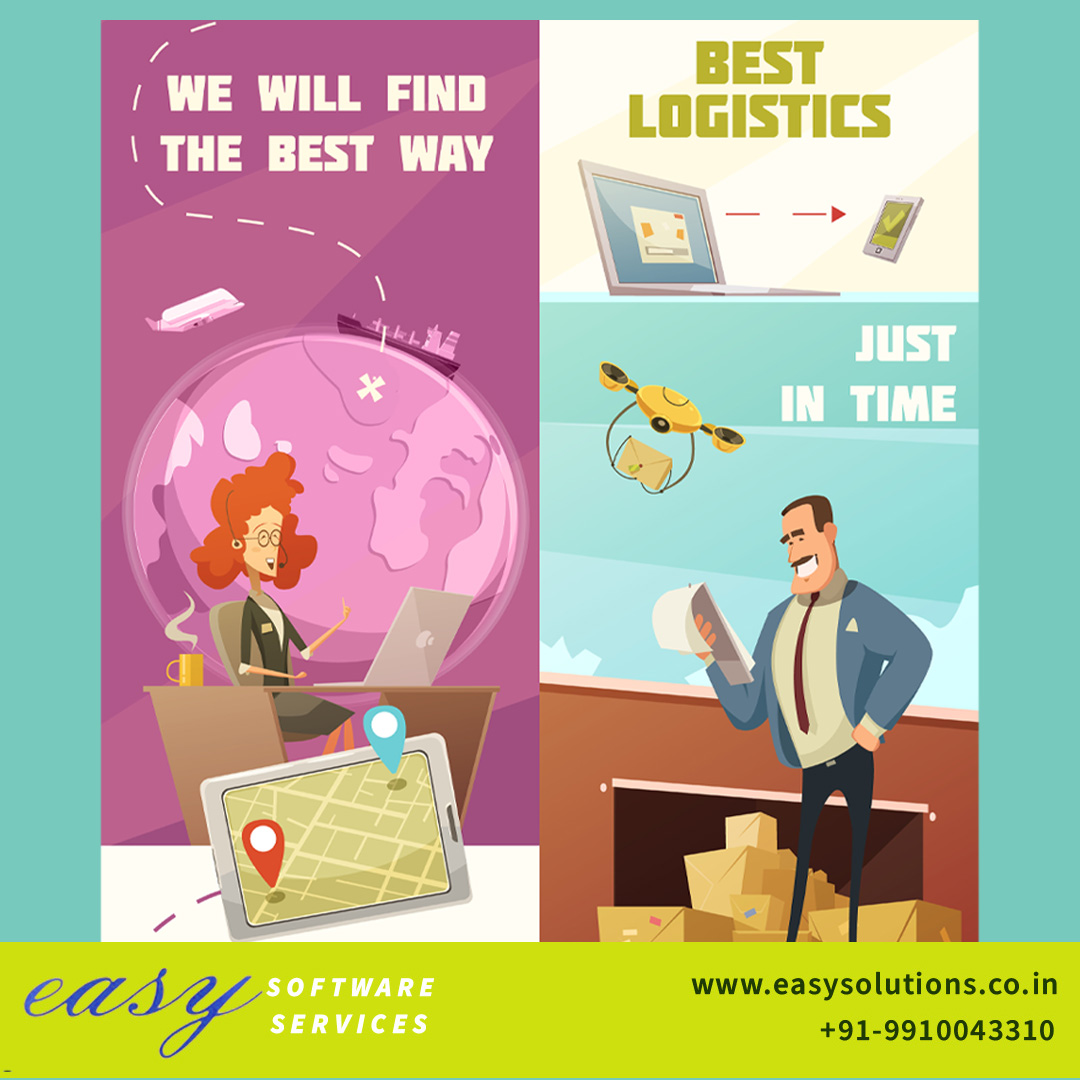 WE WILL FIND
THE BEST WAY
BEST
LOGISTICS
JUST
IN TIME
easy SOFTWARE
SERVICES
www.easysolutions.co.in
+91-9910043310